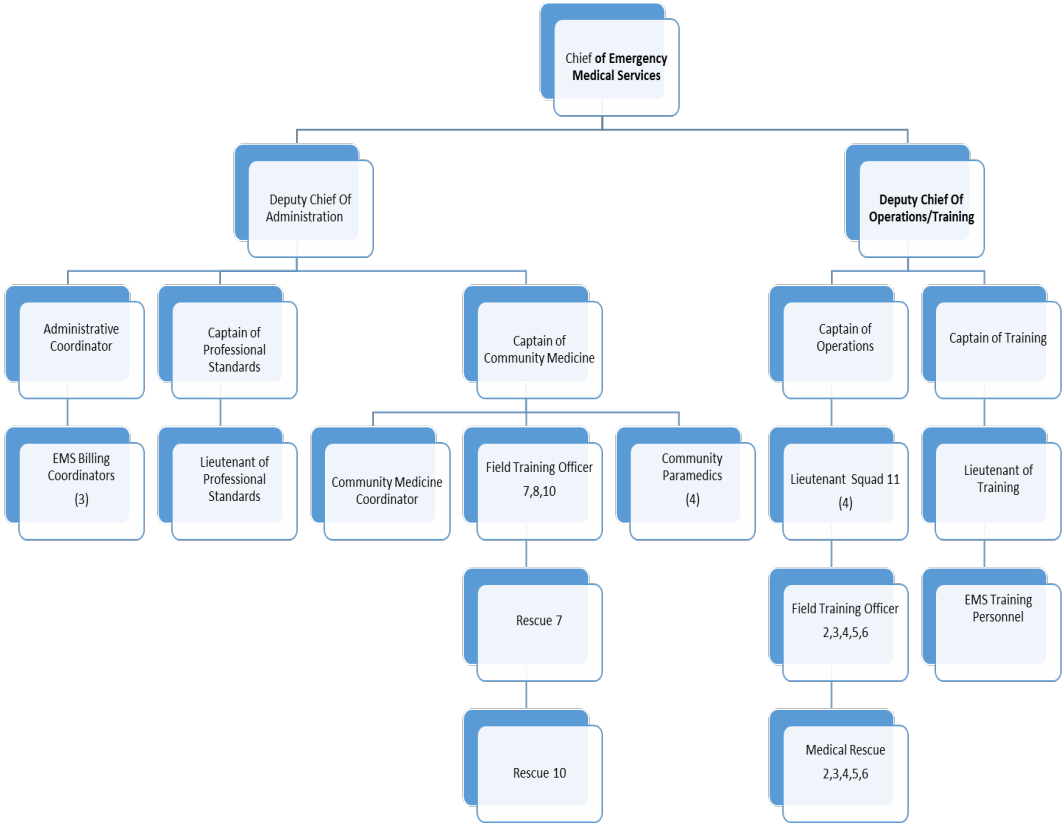 Chief of Emergency
Medical Services
Deputy Chief Of
Administration
Deputy Chief Of
Operations/Training
Administrative
Coordinator
Captain of
Professional
Standards
Captain of
Community Medicine
Captain of
Operations
Captain of Training
EMS Billing
Coordinators
(3)
Lieutenant of
Professional
Standards
Community Medicine
Coordinator
Field Training Officer
7,8,10
Community
Paramedics
(4)
Lieutenant Squad 11
(4)
Lieutenant of
Training
Rescue 7
Field Training Officer
2,3,4,5,6
EMS Training
Personnel
Rescue 10
Medical Rescue
2,3,4,5,6